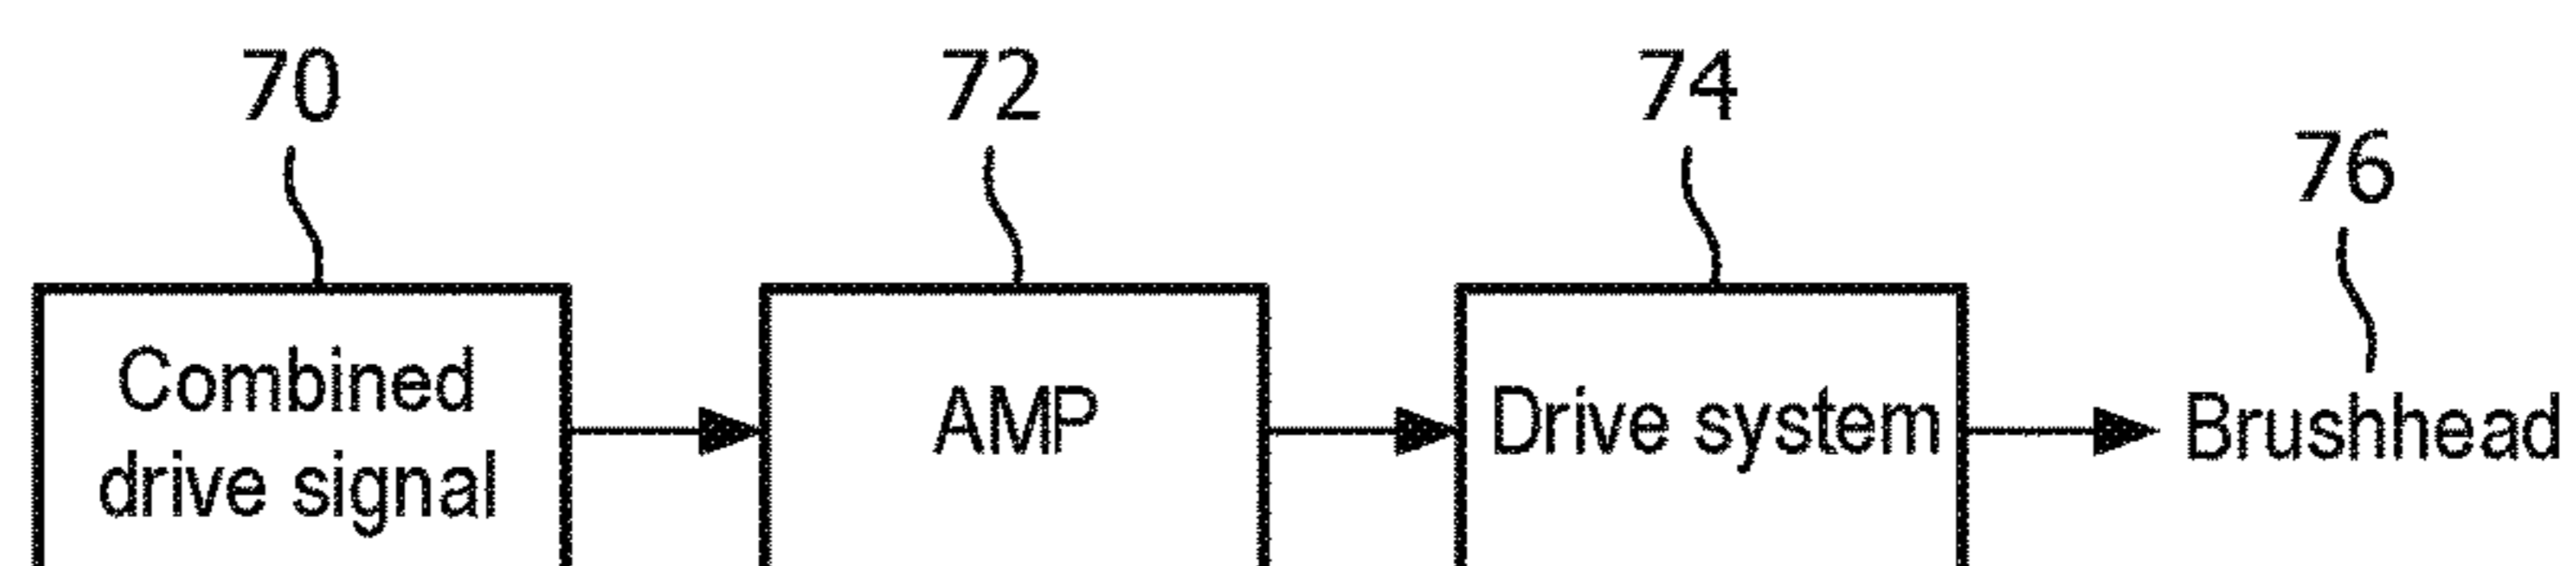 70
72
74
76
Combined
drive signal
AMP
Drive system
Brushhead